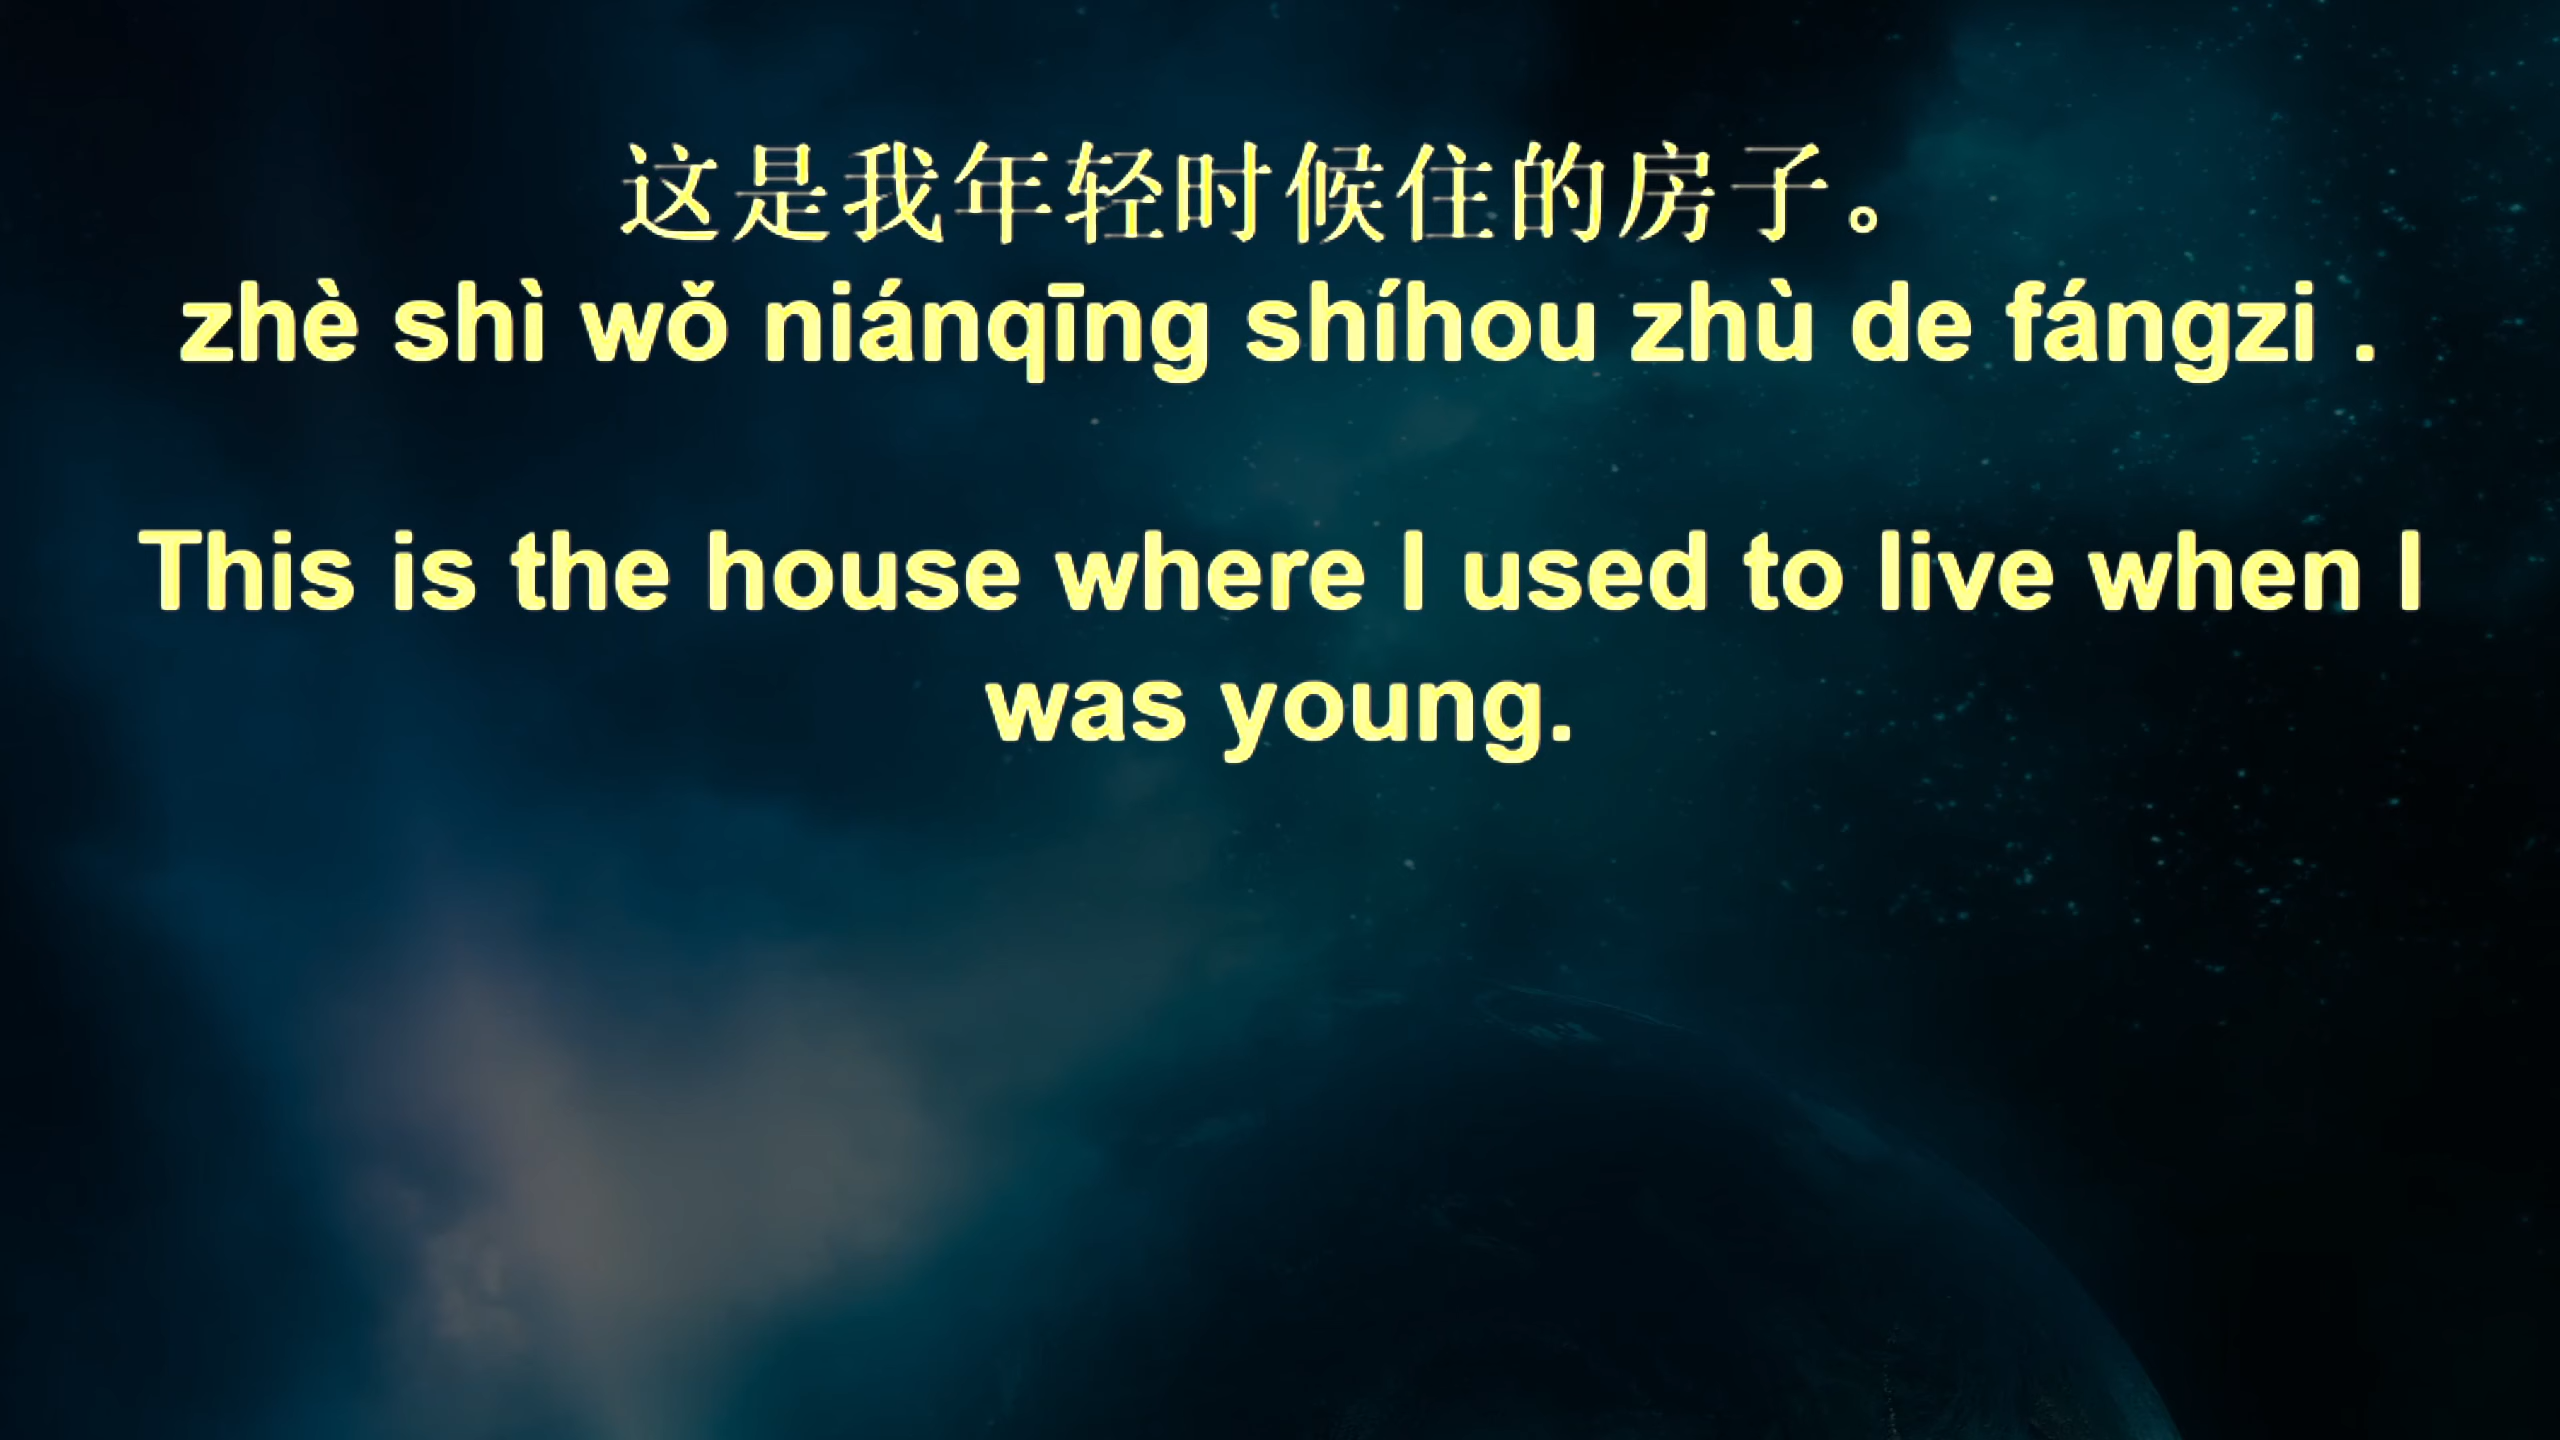 这是我年轻时候住的房子。
zhè shì wǒ niánqīng shíhou zhù de fángzi .
This is the house where I used to live when I
was young.